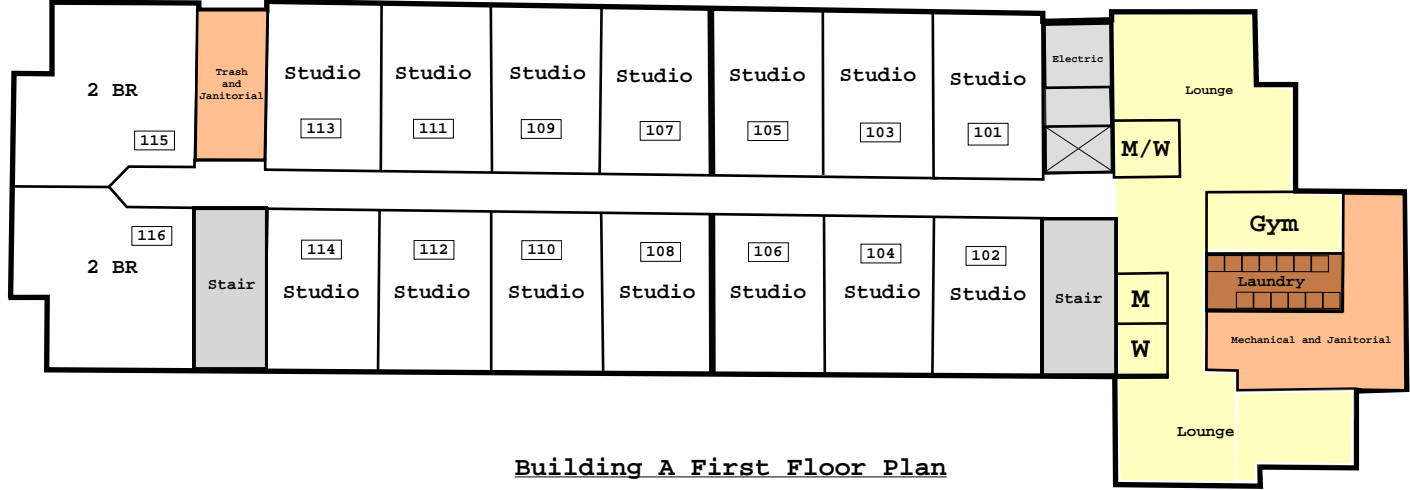 2 BR
115
Trash
and
Janitorial
Studio
113
Studio
111
Studio
109
Studio
107
Studio
105
Studio
103
Studio
101
Electric
Lounge
M/W
Gym
Laundry
Mechanical and Janitorial
116
2 BR
Stair
114
Studio
112
Studio
110
Studio
108
Studio
106
Studio
104
Studio
102
Studio
Stair
M
W
Lounge
Building A First Floor Plan